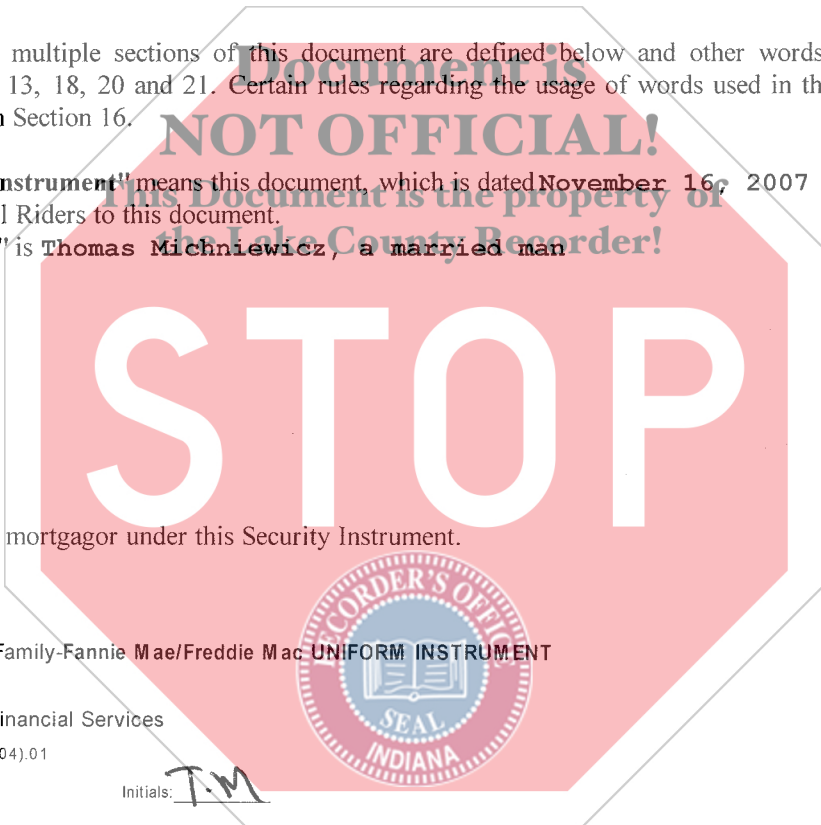 multiple sections of this document are defined below and other words
Document is
13, 18, 20 and 21. Certain rules regarding the usage of words used in th
Section 16.
NOT OFFICIAL!
nstrument" means this document, which is dated November 16, 2007
This Document is the property of
l Riders to this document.
" is Thomas Michniewicz, a married man
the Lake County Recorder!
STOP
mortgagor under this Security Instrument.
RECORDER'S OFFICE
Family-Fannie Mae/Freddie Mac UNIFORM INSTRUMENT
SEAL
inancial Services
INDIANA
04).01
Initials: T.M